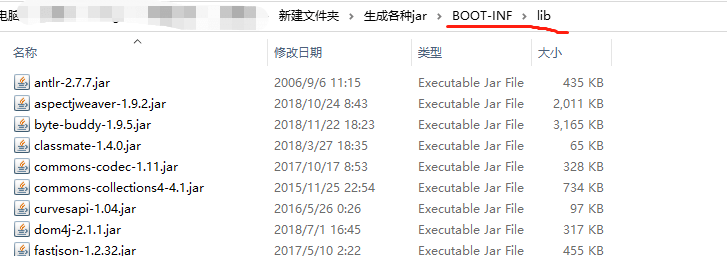 电脑 新建文件夹 › 生成各种jar › BOOT-INF › lib
名称 修改日期 类型 大小
antlr-2.7.7.jar 2006/9/6 11:15 Executable Jar File 435 KB
aspectjweaver-1.9.2.jar 2018/10/24 8:43 Executable Jar File 2,011 KB
byte-buddy-1.9.5.jar 2018/11/22 18:23 Executable Jar File 3,165 KB
classmate-1.4.0.jar 2018/3/27 18:35 Executable Jar File 65 KB
commons-codec-1.11.jar 2017/10/17 8:53 Executable Jar File 328 KB
commons-collections4-4.1.jar 2015/11/25 22:54 Executable Jar File 734 KB
curvesapi-1.04.jar 2016/5/26 0:26 Executable Jar File 97 KB
dom4j-2.1.1.jar 2018/7/1 16:45 Executable Jar File 317 KB
fastjson-1.2.32.jar 2017/5/10 2:22 Executable Jar File 455 KB